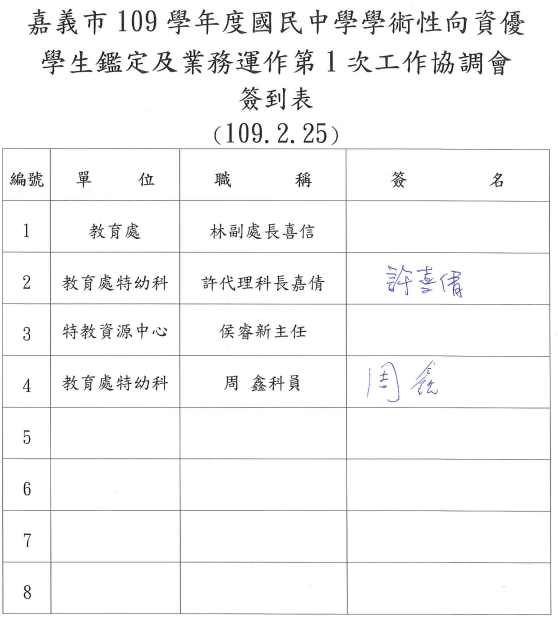 嘉義市109學年度國民中學學術性向資優
學生鑑定及業務運作第1次工作協調會
簽到表
(109.2.25)
編號 單位 職稱 簽名
1 教育處 林副處長喜信
2 教育處特幼科 許代理科長嘉倩 許嘉倩
3 特教資源中心 侯睿新主任
4 教育處特幼科 周 鑫科員 周鑫
5
6
7
8